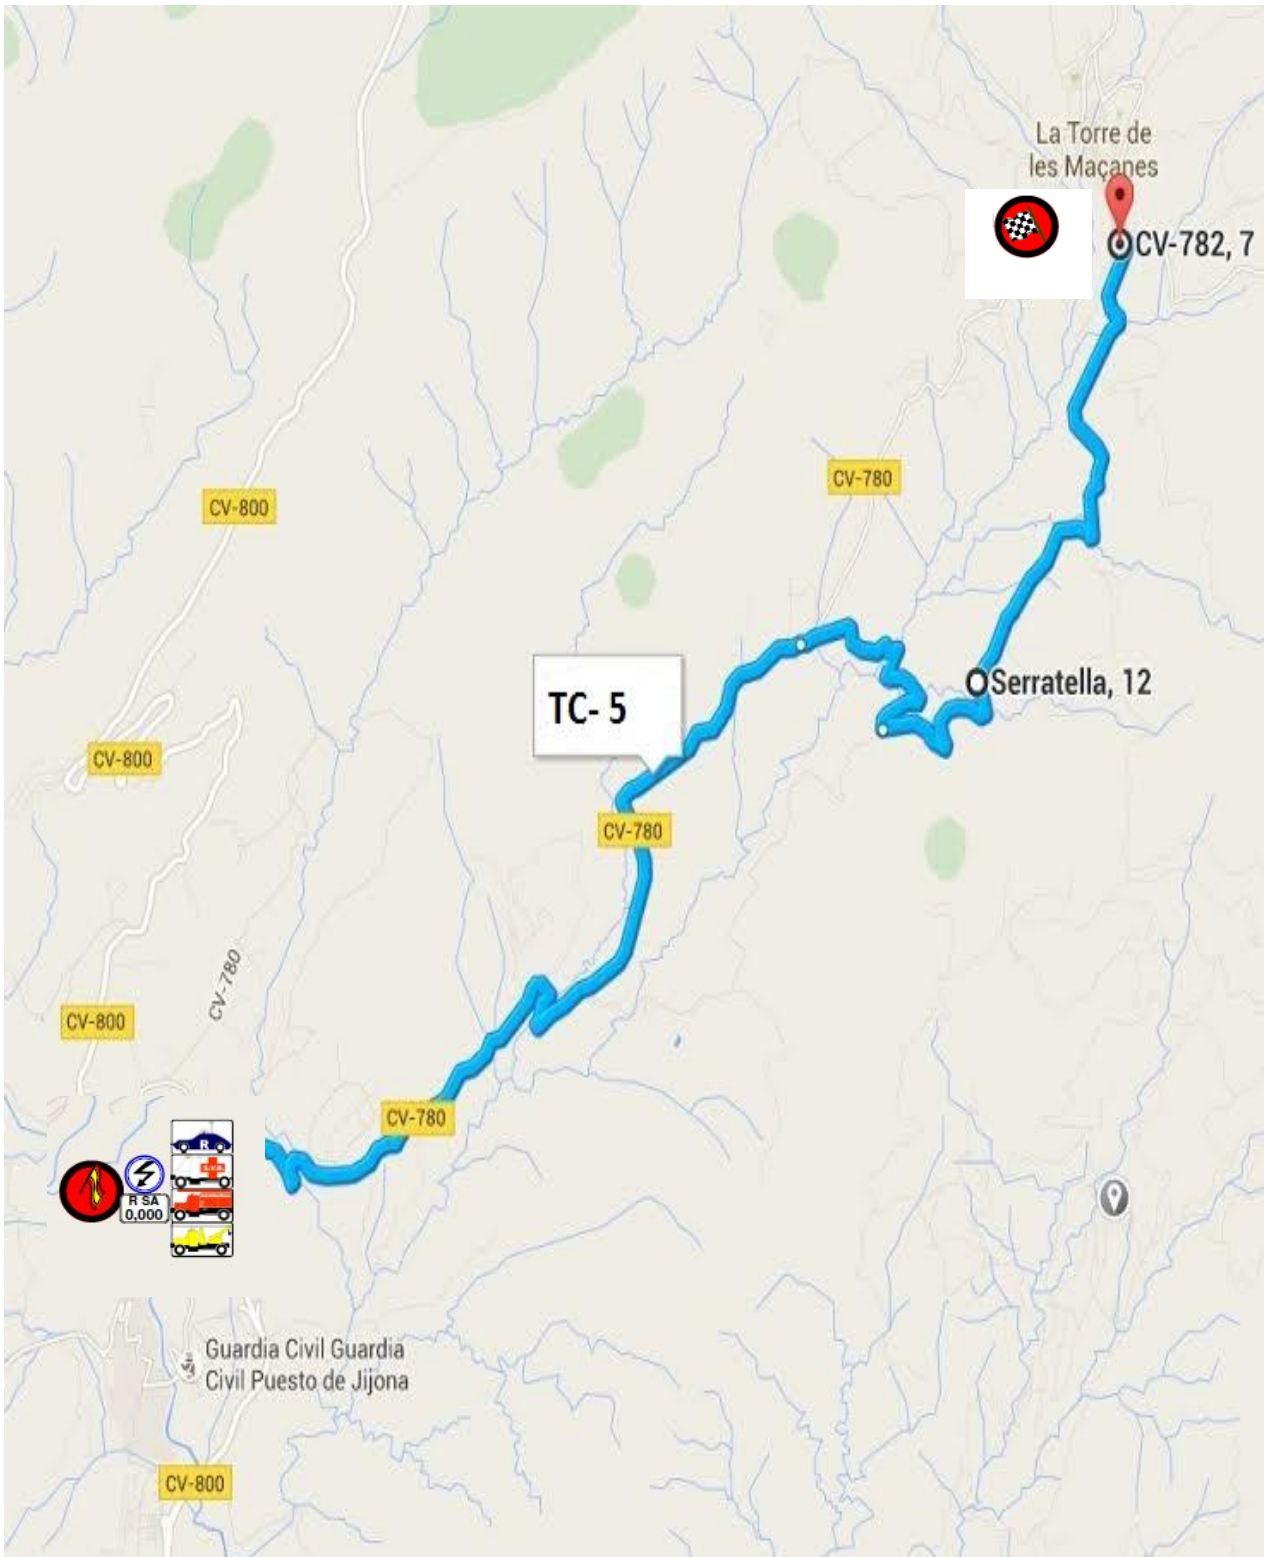 La Torre de
les Maçanes
CV-782, 7
CV-780
CV-800
Serratella, 12
TC- 5
CV-800
CV-780
CV-780
CV-800
CV-780
R
S.V.B.
R SA
0,000
Guardia Civil Guardia
Civil Puesto de Jijona
CV-800